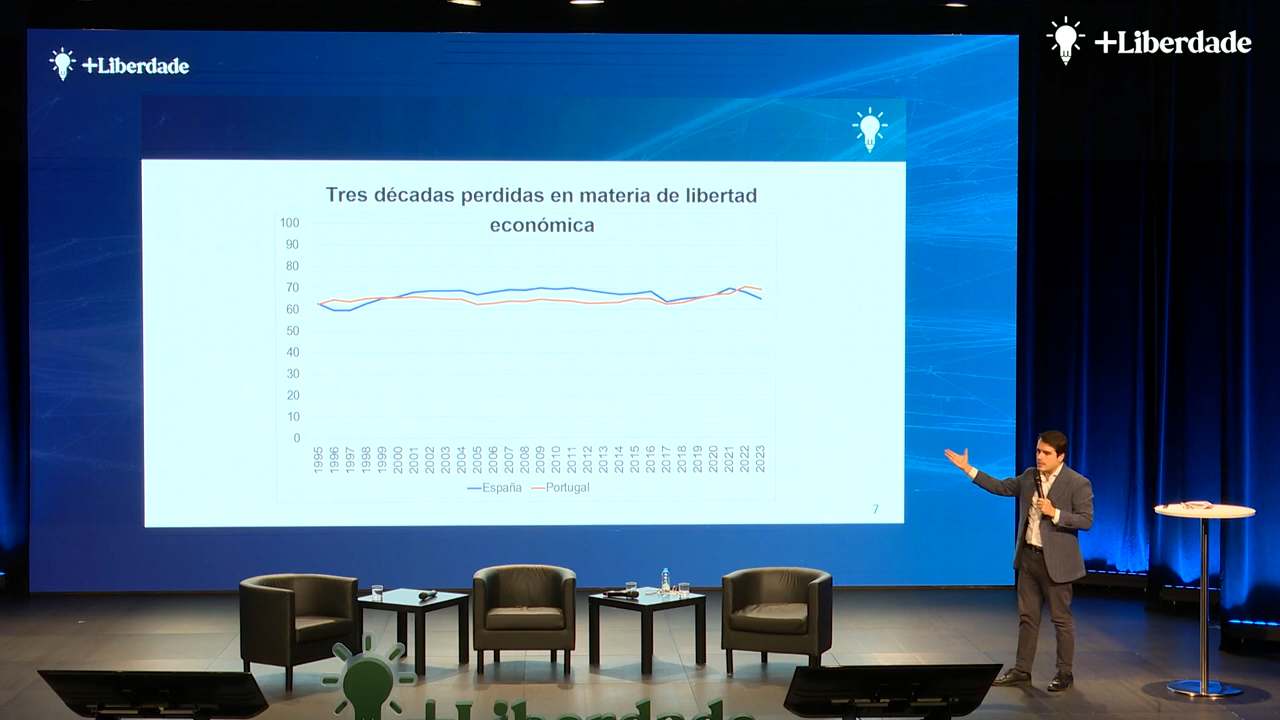 +Liberdade
+Liberdade
Tres décadas perdidas en materia de libertad
económica
100
90
80
70
60
50
40
30
20
10
0
1995 1996 1997 1998 1999 2000 2001 2002 2003 2004 2005 2006 2007 2008 2009 2010 2011 2012 2013 2014 2015 2016 2017 2018 2019 2020 2021 2022 2023
España Portugal
7
+Liberdade